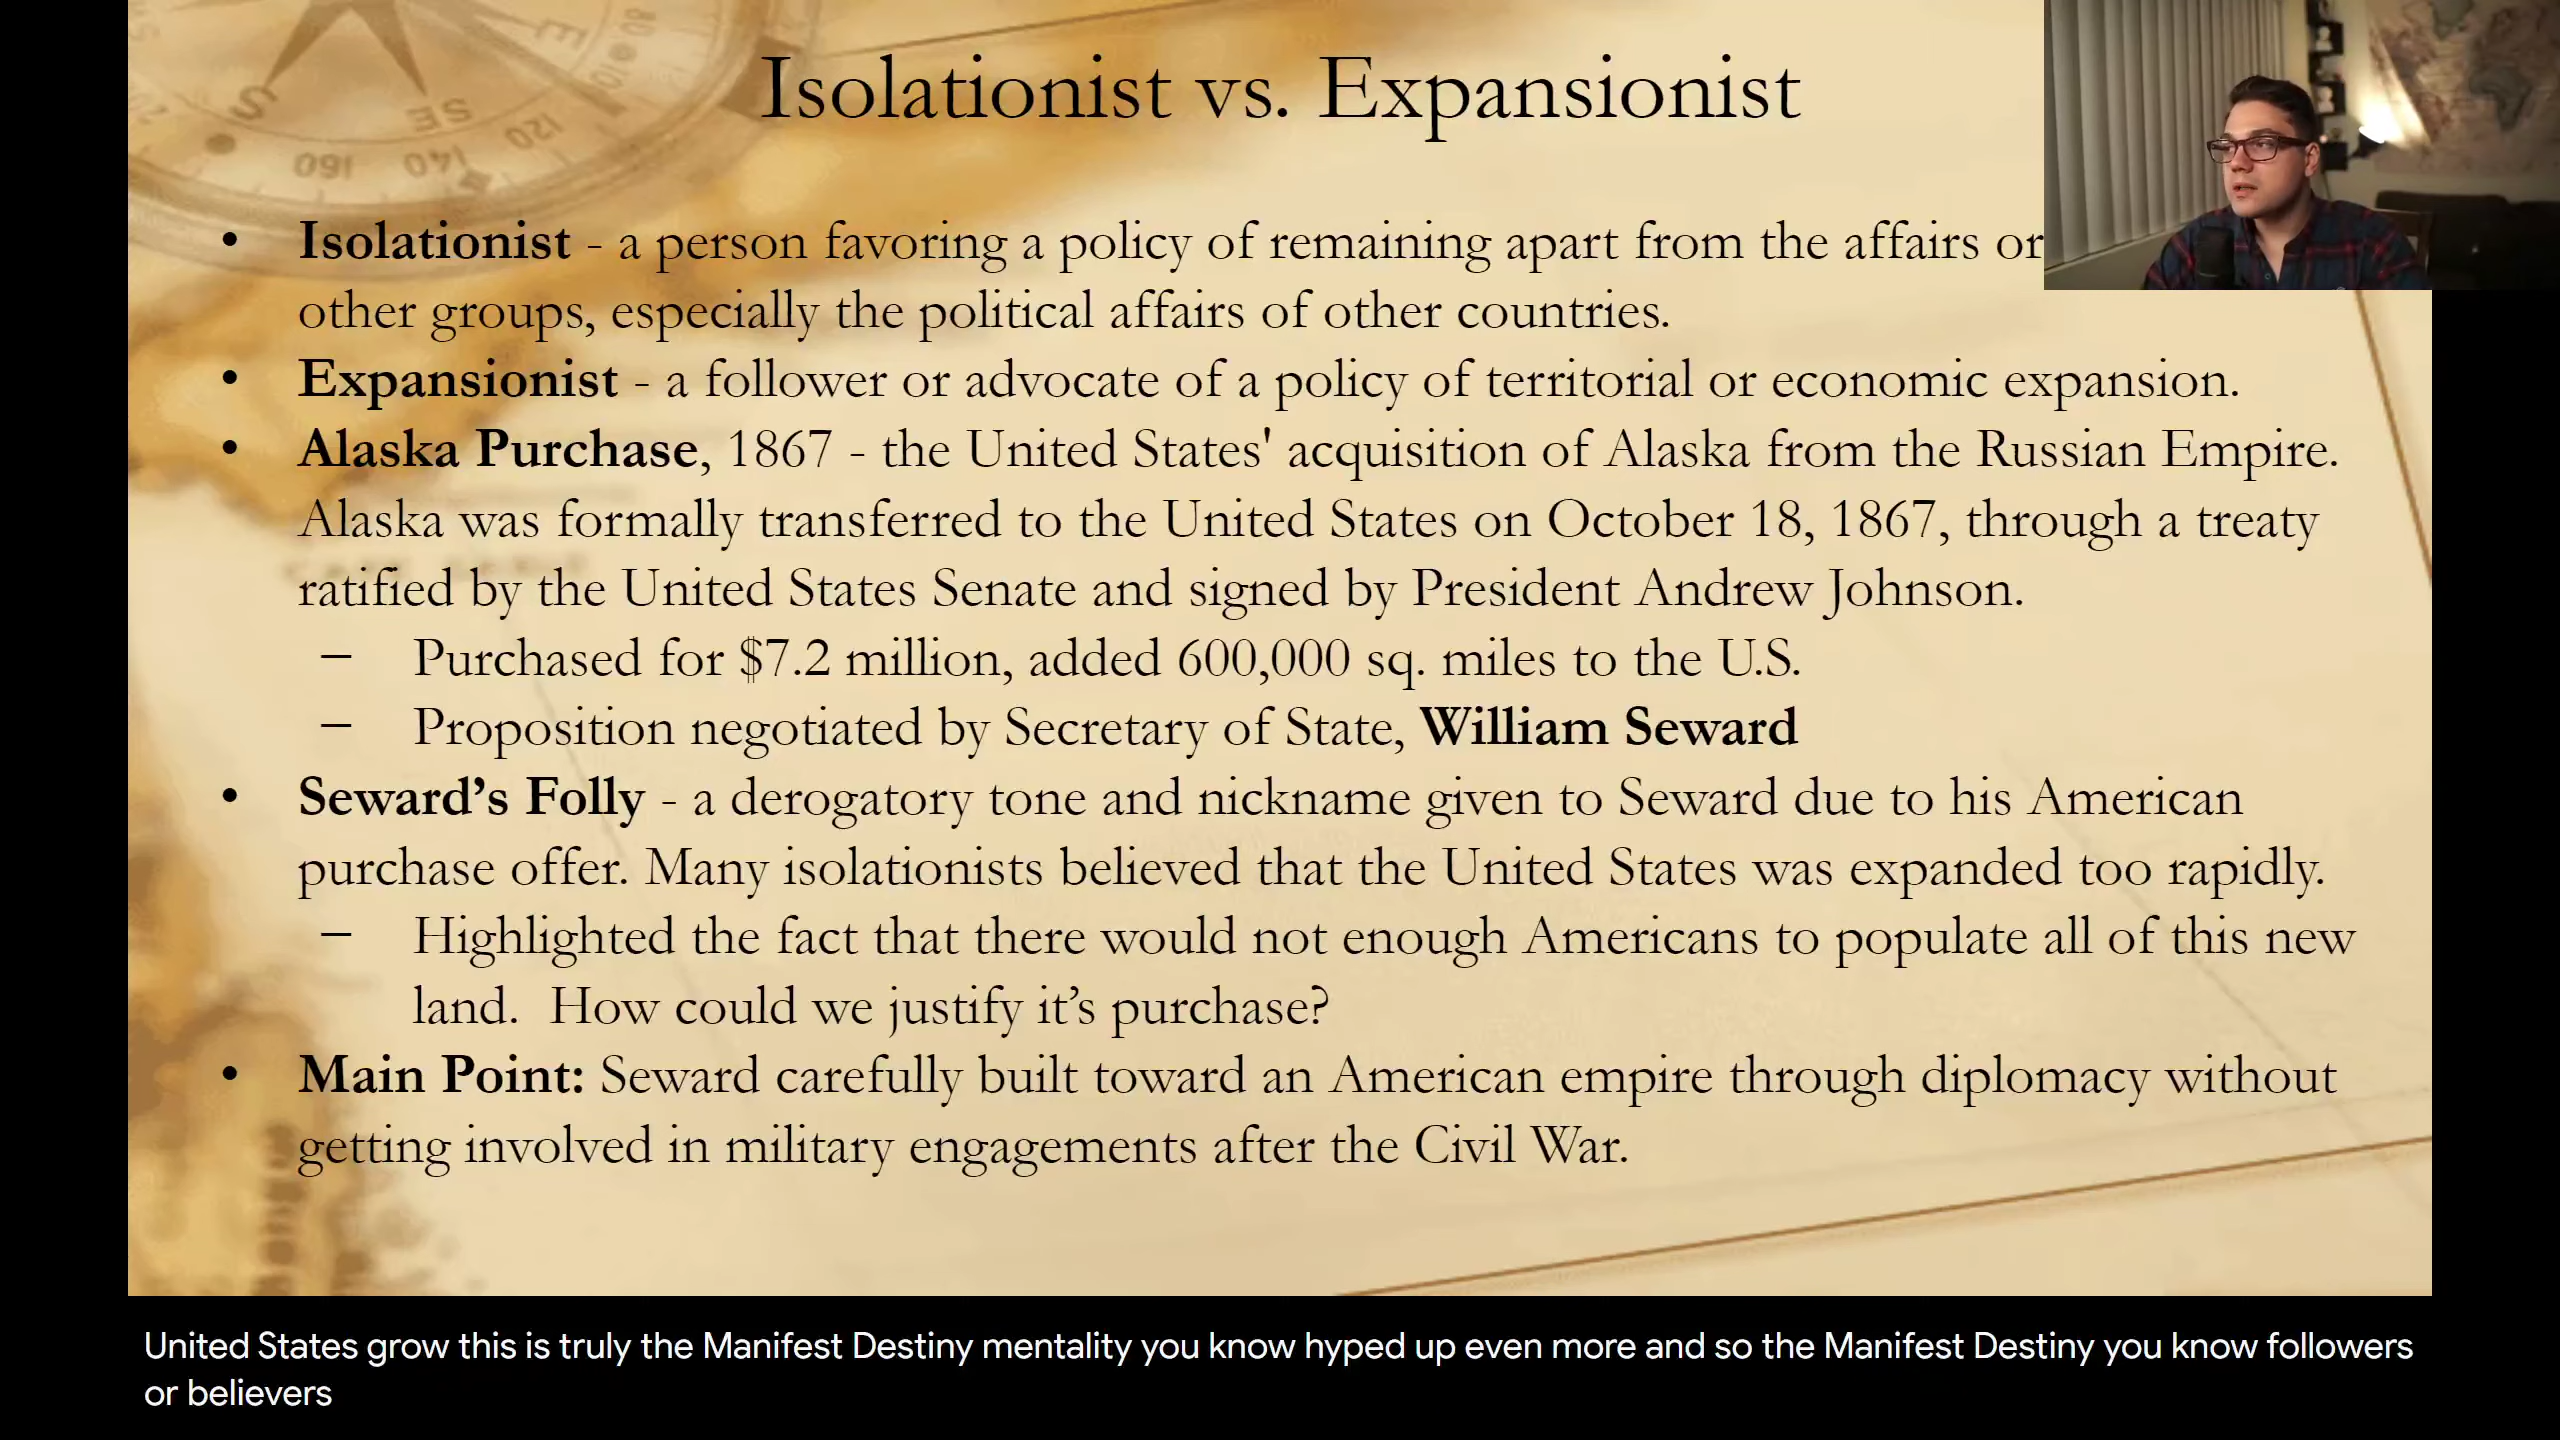 Isolationist vs. Expansionist
• Isolationist - a person favoring a policy of remaining apart from the affairs or
other groups, especially the political affairs of other countries.
• Expansionist - a follower or advocate of a policy of territorial or economic expansion.
• Alaska Purchase, 1867 - the United States' acquisition of Alaska from the Russian Empire.
Alaska was formally transferred to the United States on October 18, 1867, through a treaty
ratified by the United States Senate and signed by President Andrew Johnson.
– Purchased for $7.2 million, added 600,000 sq. miles to the U.S.
– Proposition negotiated by Secretary of State, William Seward
• Seward’s Folly - a derogatory tone and nickname given to Seward due to his American
purchase offer. Many isolationists believed that the United States was expanded too rapidly.
– Highlighted the fact that there would not enough Americans to populate all of this new
land.  How could we justify it’s purchase?
• Main Point: Seward carefully built toward an American empire through diplomacy without
getting involved in military engagements after the Civil War.
United States grow this is truly the Manifest Destiny mentality you know hyped up even more and so the Manifest Destiny you know followers
or believers
S
SE
E
160
140
120